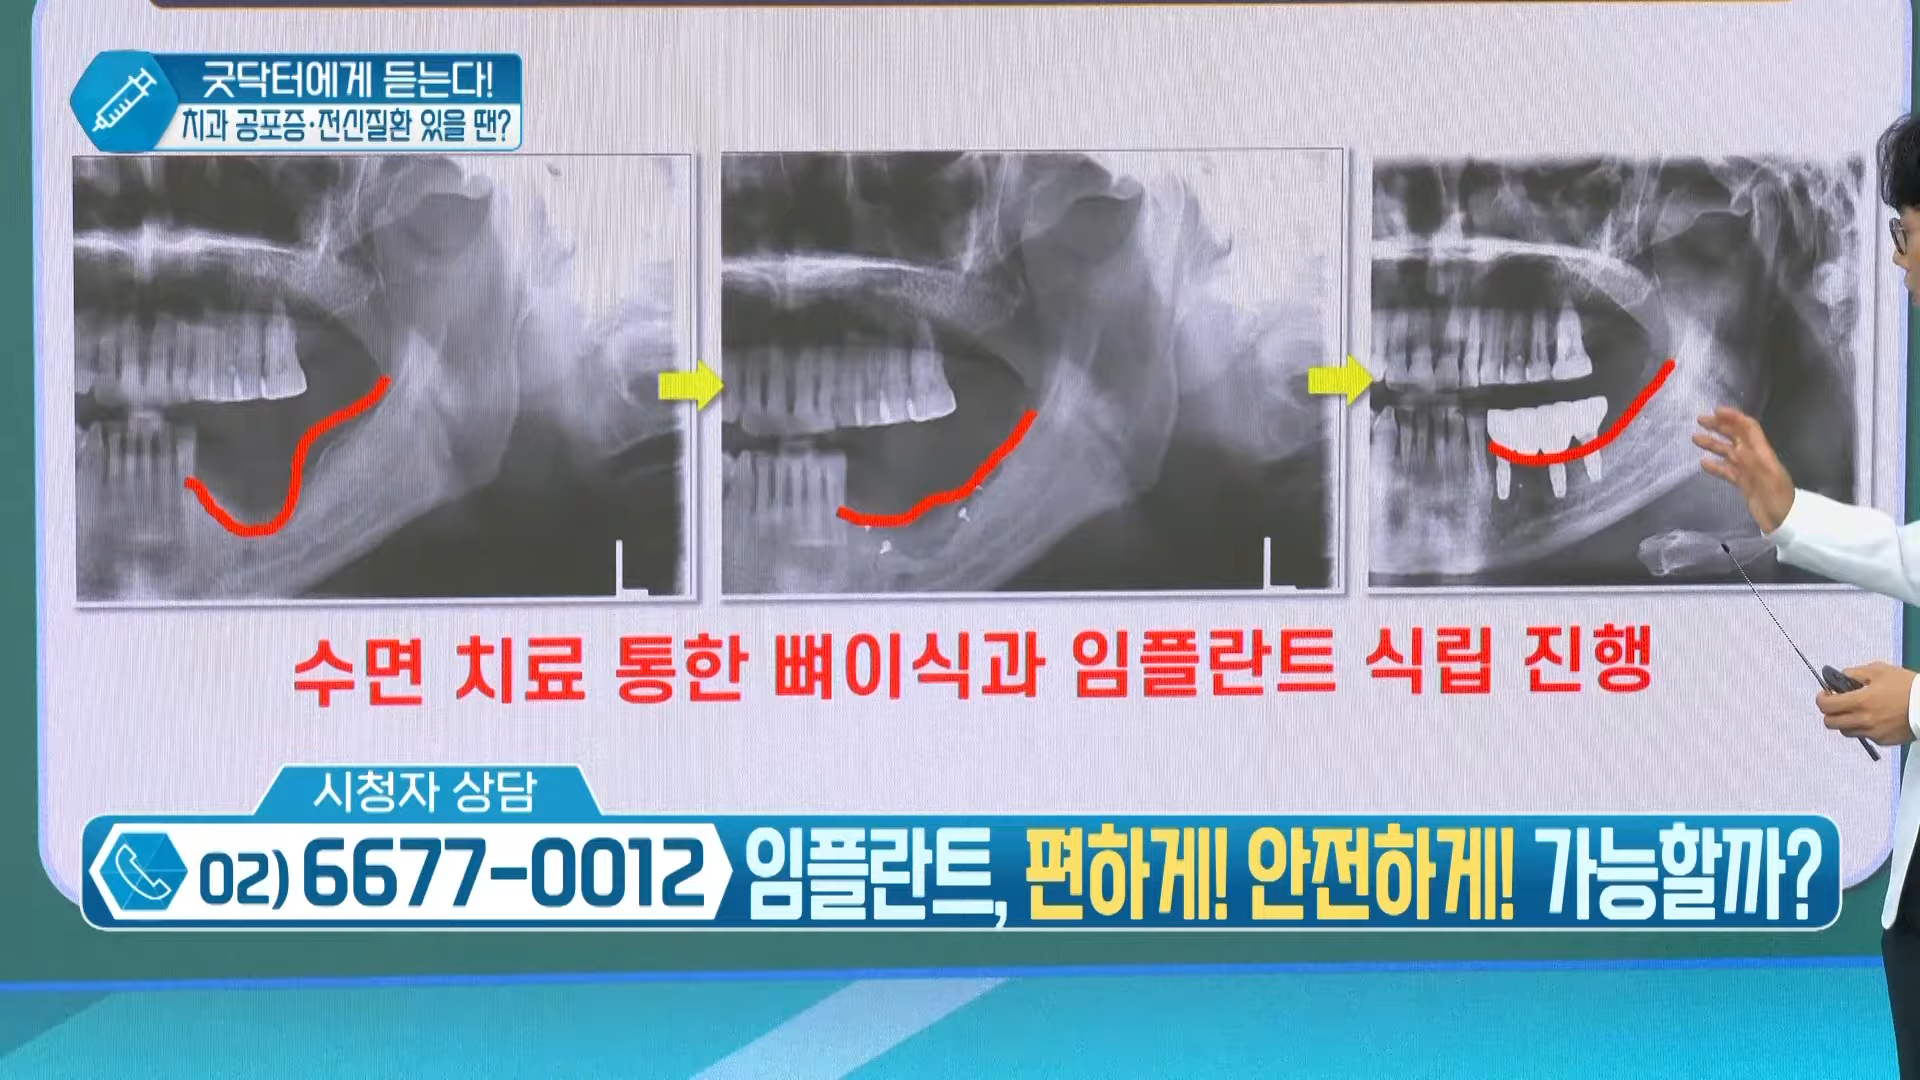 굿닥터에게 듣는다!
치과 공포증·전신질환 있을 땐?
L
L
수면 치료 통한 뼈이식과 임플란트 식립 진행
시청자 상담
02) 6677-0012 임플란트, 편하게! 안전하게! 가능할까?